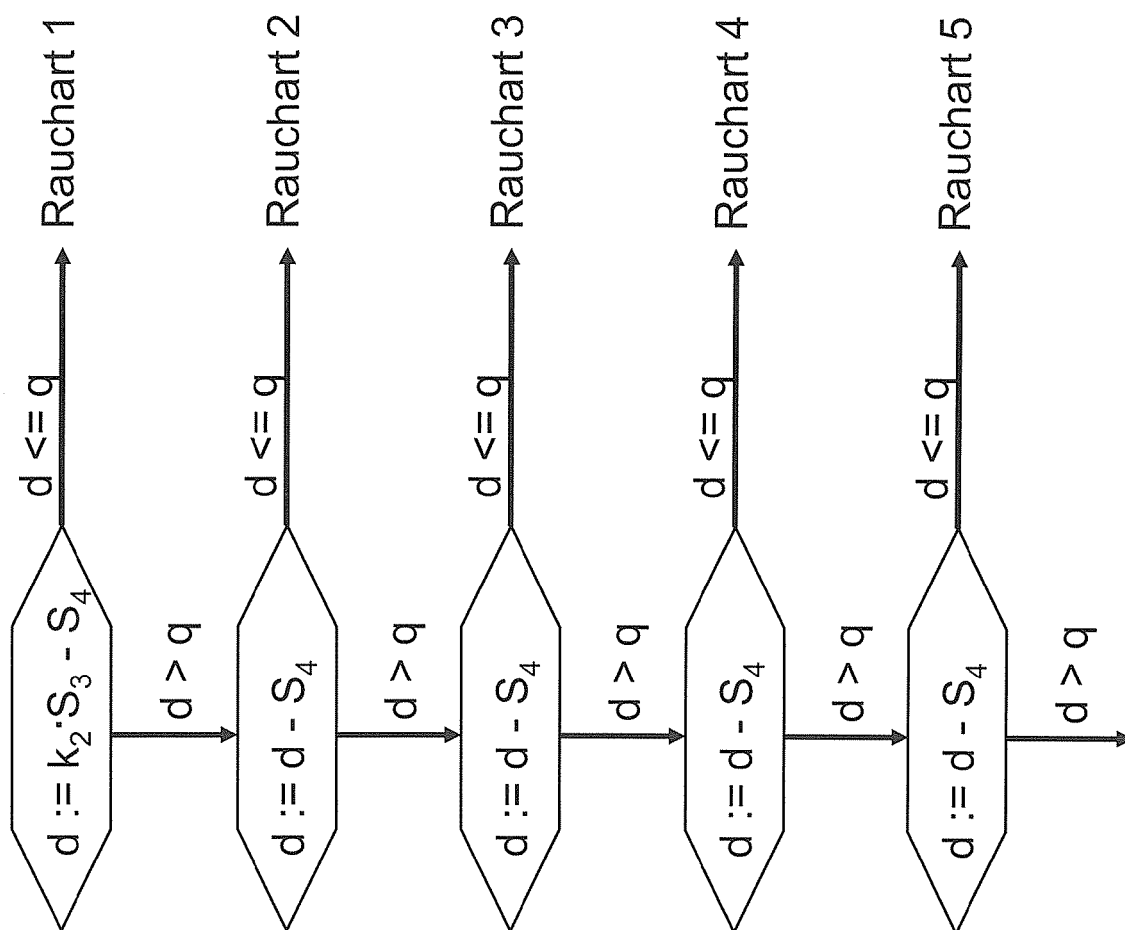 d := k₂·S₃ - S₄
d <= q
Rauchart 1
d > q
d := d - S₄
d <= q
Rauchart 2
d > q
d := d - S₄
d <= q
Rauchart 3
d > q
d := d - S₄
d <= q
Rauchart 4
d > q
d := d - S₄
d <= q
Rauchart 5
d > q